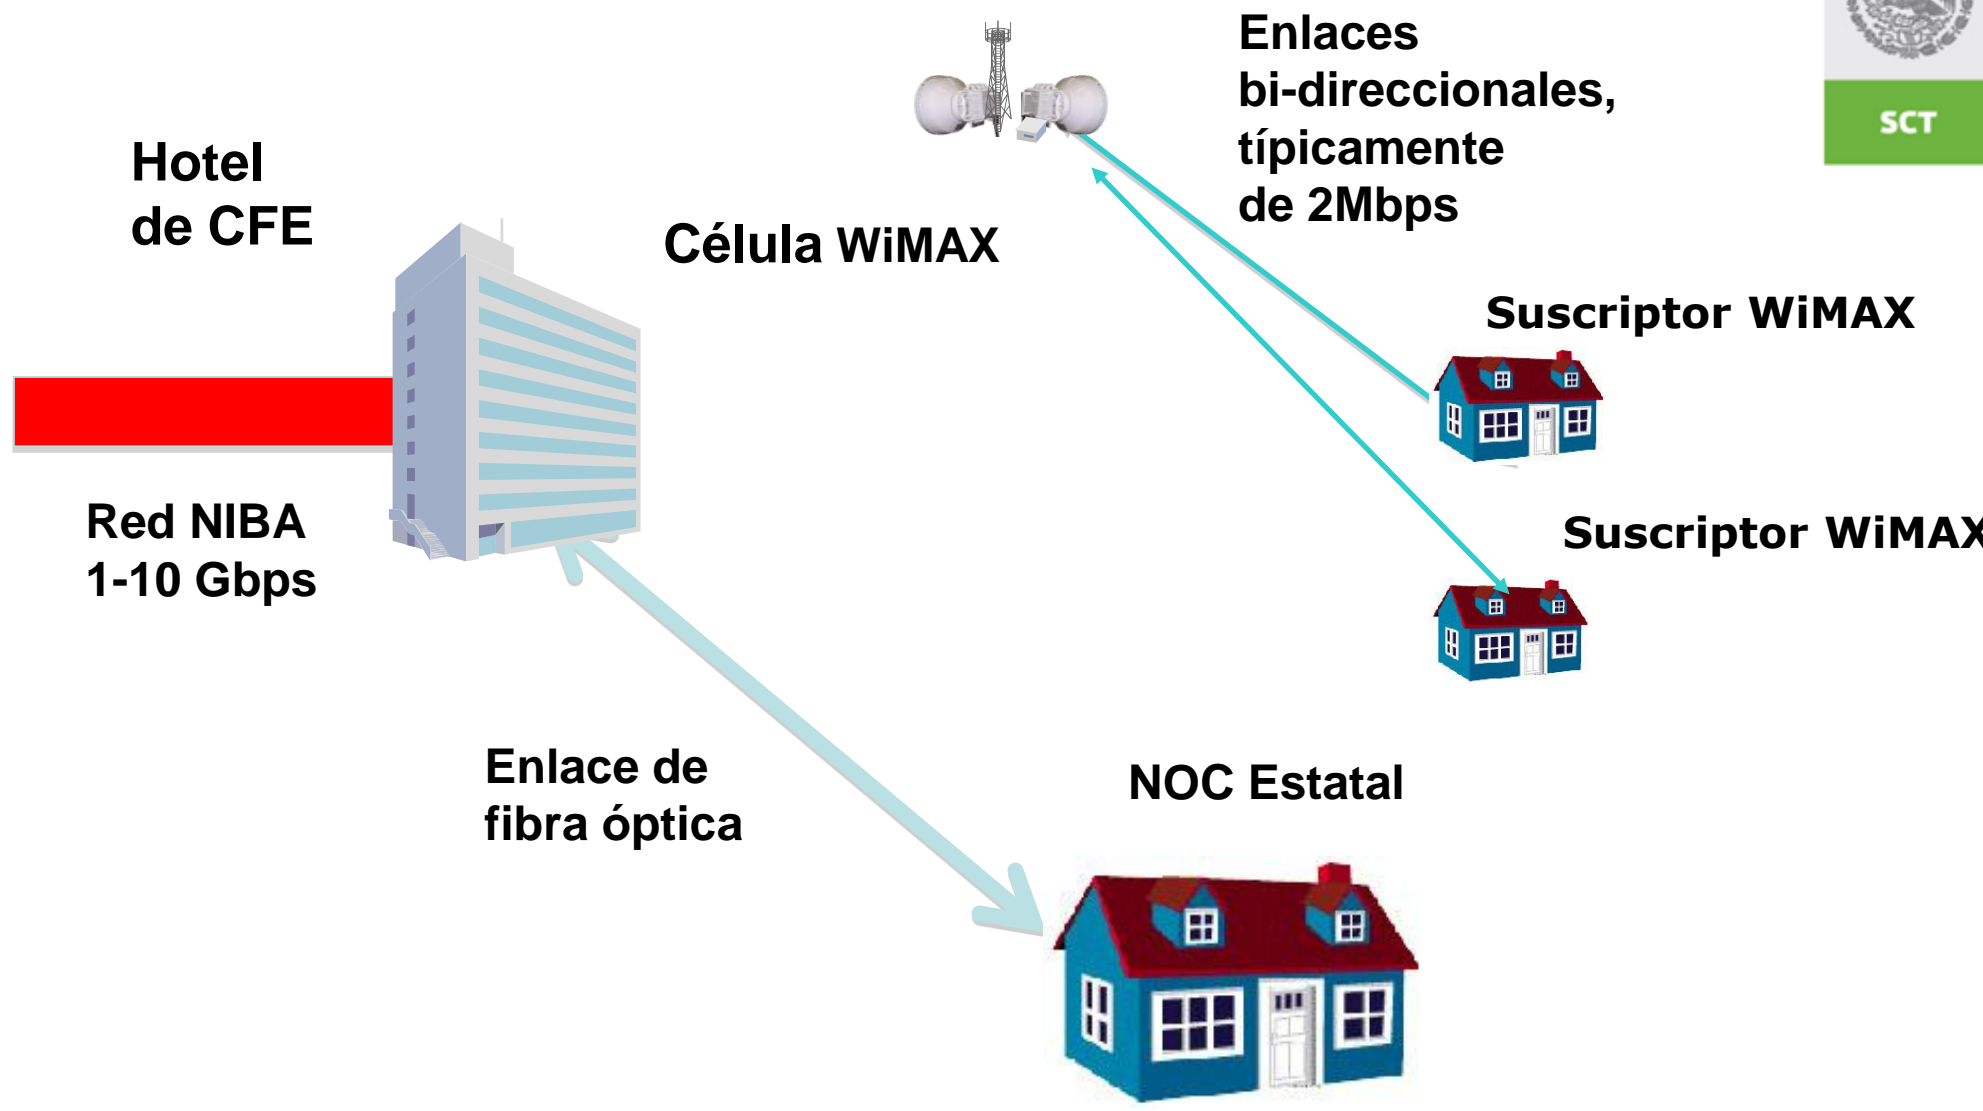 Enlaces
bi-direccionales,
típicamente
de 2Mbps
SCT
Hotel
de CFE
Célula WiMAX
Suscriptor WiMAX
Red NIBA
1-10 Gbps
Suscriptor WiMAX
Enlace de
fibra óptica
NOC Estatal